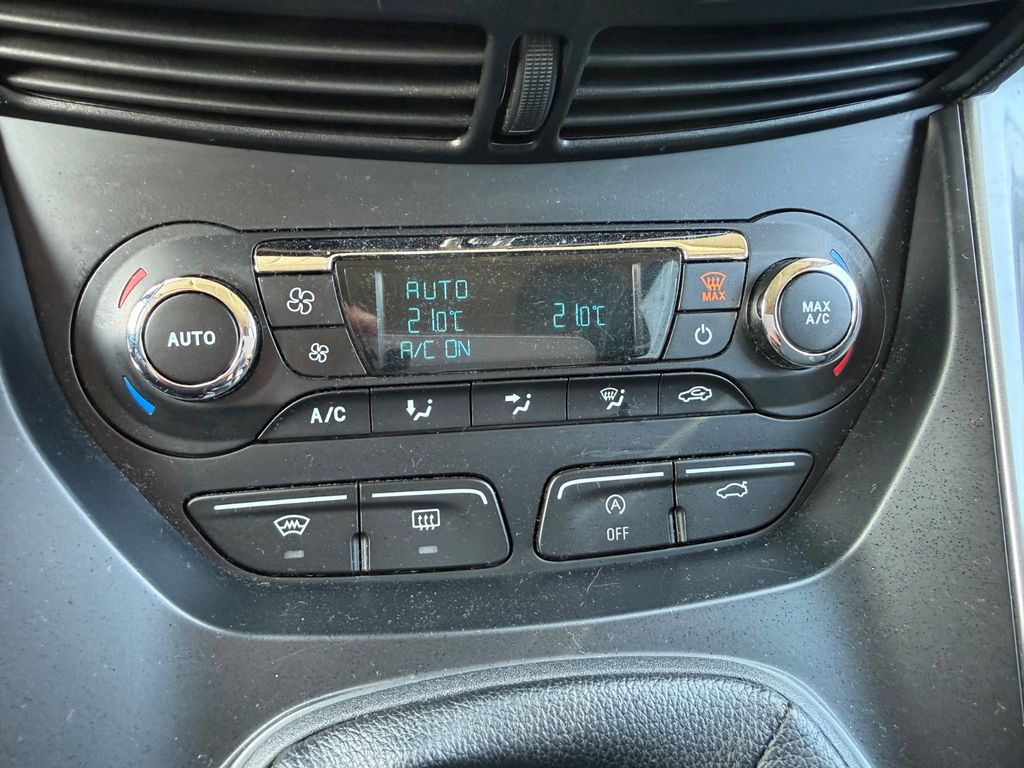 AUTO
21.0°C
21.0°C
A/C ON
AUTO
MAX
MAX
A/C
A/C
A
OFF